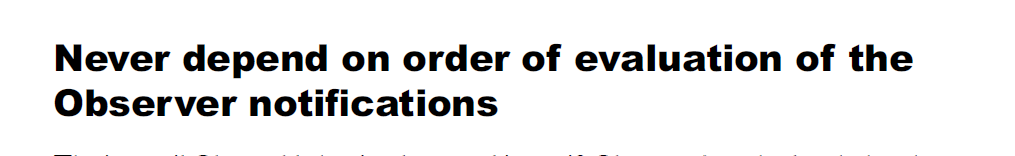 Never depend on order of evaluation of the
Observer notifications